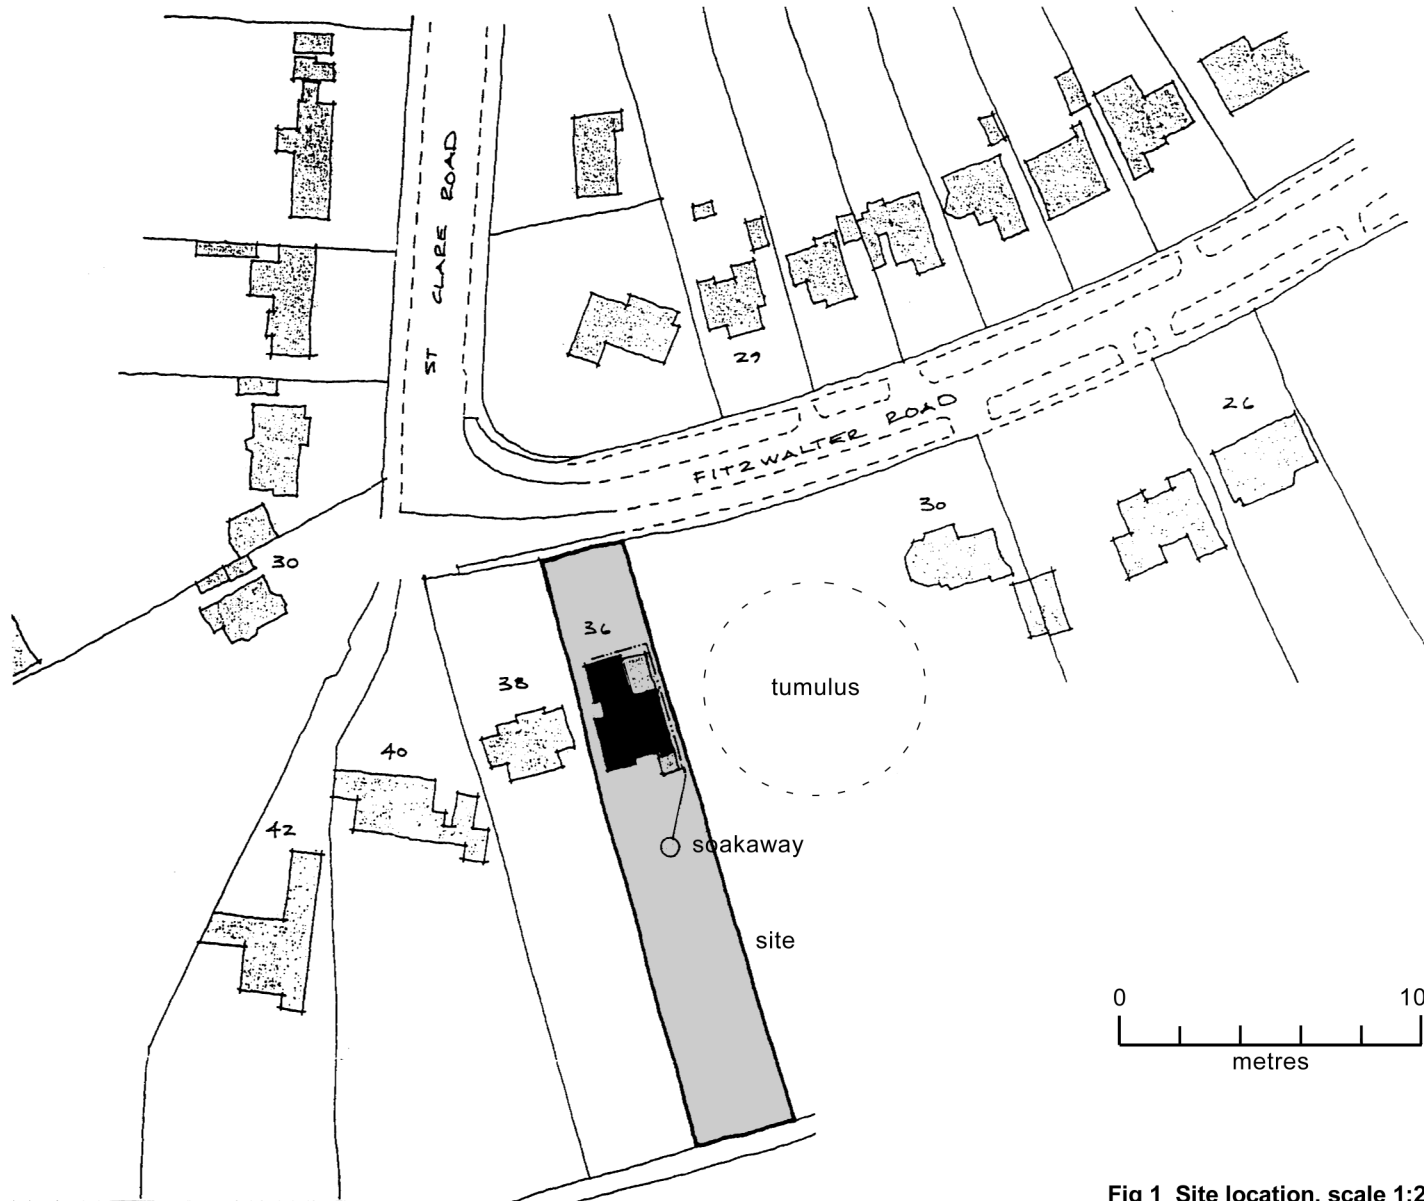 ST CLARE ROAD
29
FITZWALTER ROAD
26
30
30
36
tumulus
38
40
42
soakaway
site
0 10
metres
Fig 1 Site location, scale 1:2